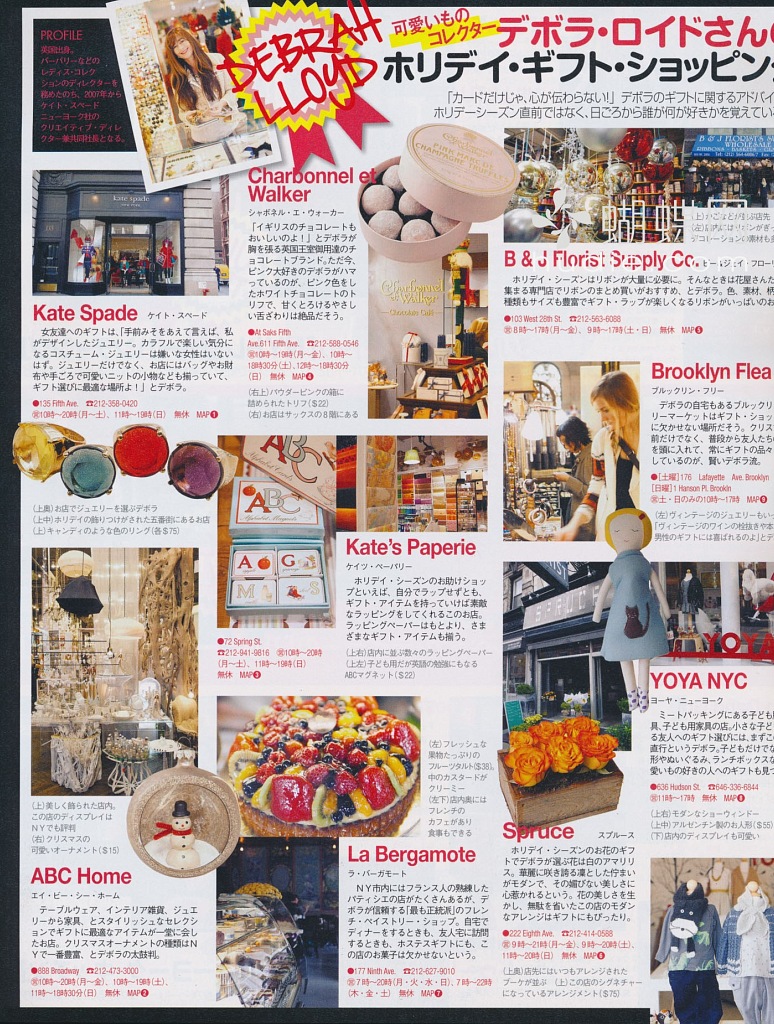 PROFILE
英国出身。
バーバリーなどの
レディス・コレク
ションのディレクターを
務めたのち、2007年から
ケイト・スペード
ニューヨーク社の
クリエイティブ・ディレ
クター兼共同社長となる。
DEBRAH
LLOYD
可愛いもの
コレクター
デボラ・ロイドさんの
ホリデイ・ギフト・ショッピン
「カードだけじゃ、心が伝わらない!」デボラのギフトに関するアドバイ
ホリデーシーズン直前ではなく、日ごろから誰が何が好きかを覚えてい
kate spade
Kate Spade ケイト・スペード
女友達へのギフトは、「手前みそをあえて言えば、私
がデザインしたジュエリー。カラフルで楽しい気分に
なるコスチューム・ジュエリーは嫌いな女性はいない
はず。ジュエリーだけでなく、お店にはバッグやお財
布や手ごろで可愛いニットの小物なども揃っていて、
ギフト選びに最適な場所よ!」とデボラ。
●135 Fifth Ave. ☎212-358-0420
㊺10時〜20時(月〜土)、11時〜19時(日) 無休 MAP❶
(上奥)お店でジュエリーを選ぶデボラ
(上中)ホリデイの飾りつけがされた五番街にあるお店
(上)キャンディのような色のリング(各$75)
Charbonnel et
Walker
シャボネル・エ・ウォーカー
「イギリスのチョコレートも
おいしいのよ!」とデボラが
胸を張る英国王室御用達のチ
ョコレートブランド。ただ今、
ピンク大好きのデボラがハマ
っているのが、ピンク色をし
たホワイトチョコレートのト
リフで、甘くとろけるやさし
い舌ざわりは絶品だそう。
●At Saks Fifth
Ave.611 Fifth Ave. ☎212-588-0546
㊺10時〜19時(月〜金)、10時〜
18時30分(土)、12時〜18時30分
(日) 無休 MAP❹
(右上)パウダーピンクの箱に
詰められたトリフ($22)
(右)お店はサックスの8階にある
Charbonnel
et Walker
Chocolate Café
B & J FLORIST
B & J Florist Supply Co.
ホリデイ・シーズンはリボンが大量に必要に。そんなときは花屋さんた
集まる専門店でリボンのまとめ買いがおすすめ、とデボラ。色、素材、柄
種類もサイズも豊富でギフト・ラップが楽しくなるリボンがいっぱいのお
●103 West 28th St. ☎212-563-6088
㊺8時〜17時(月〜金)、9時〜17時(土・日) 無休 MAP❺
Brooklyn Flea
ブルックリン・フリー
デボラの自宅もあるブルックリ
リーマーケットはギフト・ショッ
に欠かせない場所だそう。クリス
前だけでなく、普段から友人たち
を頭に入れて、常にギフトの品々
しているのが、賢いデボラ流。
●[土曜]176 Lafayette Ave. Brooklyn
[日曜]1 Hanson Pl. Brookln
㊺土・日のみの10時〜17時 MAP❾
(左)ヴィンテージのジュエリーもい
「ヴィンテージのワインの栓抜きや本
男性のギフトには喜ばれるのよ」とデ
ABC
Kate's Paperie
ケイツ・ペーパリー
ホリデイ・シーズンのお助けショッ
プといえば、自分でラップせずとも、
ギフト・アイテムを持っていけば素敵
なラッピングをしてくれるこのお店。
ラッピングペーパーはもとより、さま
ざまなギフト・アイテムも揃う。
●72 Spring St.
☎212-941-9816 ㊺10時〜20時
(月〜土)、11時〜19時(日)
無休 MAP❸
(上右)店内に並ぶ数々のラッピングペーパー
(上左)子ども用だが英語の勉強にもなる
ABCマグネット($22)
SPRUCE
YOYA
YOYA NYC
ヨーヤ・ニューヨーク
ミートパッキングにある子ども
具、子ども用家具の店。小さな子ど
る友人へのギフト選びには、まずこ
直行というデボラ。子どもだけでな
形やぬいぐるみ、ランチボックスな
愛いもの好きの人へのギフトも見つ
●636 Hudson St. ☎646-336-6844
㊺11時〜17時 無休 MAP❽
(上右)モダンなショーウィンドー
(上中)アルゼンチン製のお人形($55)
(下)店内のディスプレイも可愛い
(上)美しく飾られた店内。
この店のディスプレイは
NYでも評判
(右)クリスマスの
可愛いオーナメント($15)
ABC Home
エイ・ビー・シー・ホーム
テーブルウェア、インテリア雑貨、ジュエ
リーから家具、とスタイリッシュなセレクシ
ョンでギフトに最適なアイテムが一堂に会し
たお店。クリスマスオーナメントの種類はN
Yで一番豊富、とデボラの太鼓判。
●888 Broadway ☎212-473-3000
㊺10時〜20時(月〜金)、10時〜19時(土)、
11時〜18時30分(日) 無休 MAP❷
(左)フレッシュな
果物たっぷりの
フルーツタルト($38)。
中のカスタードが
クリーミー
(左下)店内奥には
フレンチの
カフェがあり
食事もできる
La Bergamote
ラ・バーガモート
NY市内にはフランス人の熟練した
パティシエの店がたくさんあるが、デ
ボラが信頼する「最も正統派」のフレン
チ・ペイストリー・ショップ。自宅で
ディナーをするときも、友人宅に訪問
するときも、ホステスギフトにも、こ
の店のお菓子は欠かせないという。
●177 Ninth Ave. ☎212-627-9010
㊺7時〜20時(月・火・水・日)、7時〜22時
(木・金・土) 無休 MAP❼
Spruce スプルース
ホリデイ・シーズンのお花のギフ
トでデボラが選ぶ花は白のアマリリ
ス。華麗に咲き誇る凛とした佇まい
がモダンで、その媚びない美しさに
心惹かれるという。花の美しさを生
かし、無駄を省いたこの店のモダン
なアレンジはギフトにもぴったり。
●222 Eighth Ave. ☎212-414-0588
㊺9時〜21時(月〜金)、9時〜20時(土)、
11時〜20時(日) 無休 MAP❻
(上奥)店先にはいつもアレンジされた
ブーケが並ぶ (上)この店のシグネチャー
になっているアレンジメント($75)